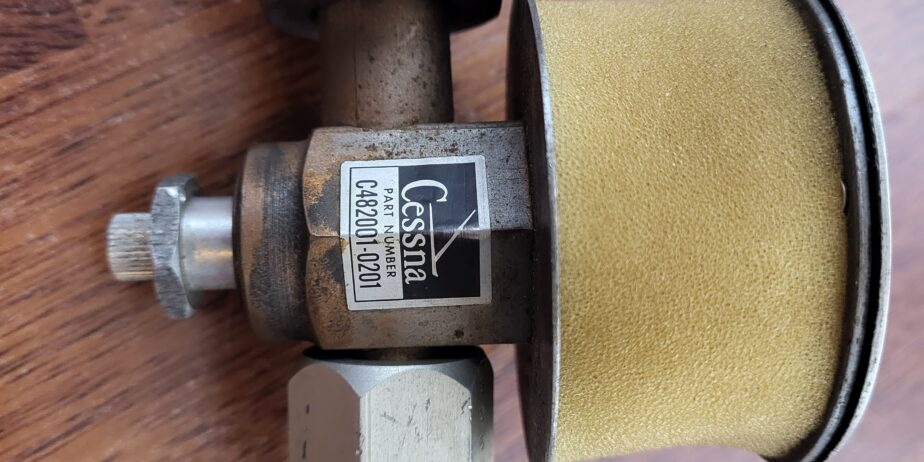 Cessna
PART NUMBER
C482001-0201